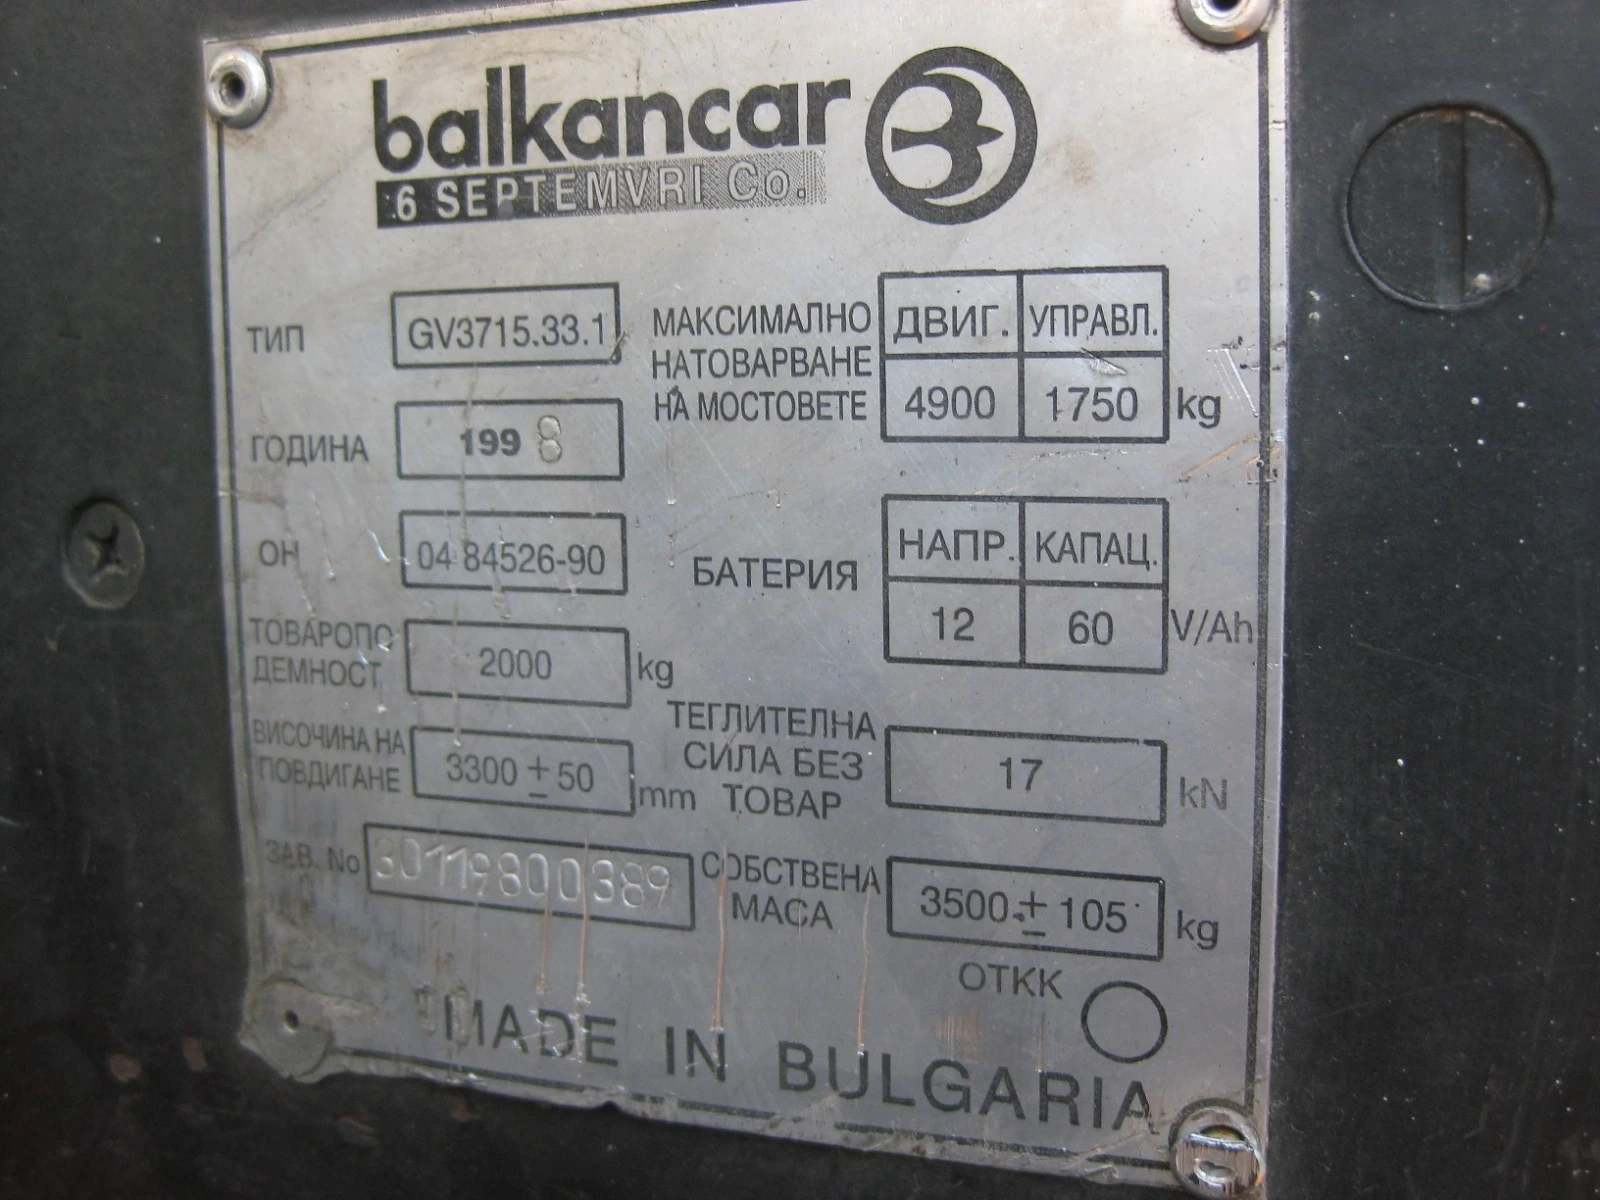 balkancar
6 SEPTEMVRI Co.
ТИП GV3715.33.1
ГОДИНА 1998
ОН 04 84526-90
ТОВАРОПО
ДЕМНОСТ 2000 kg
ВИСОЧИНА НА
ПОВДИГАНЕ 3300 ± 50 mm
ЗАВ. No 30119800389
МАКСИМАЛНО
НАТОВАРВАНЕ
НА МОСТОВЕТЕ
ДВИГ. УПРАВЛ.
4900 1750 kg
БАТЕРИЯ
НАПР. КАПАЦ.
12 60 V/Ah
ТЕГЛИТЕЛНА
СИЛА БЕЗ
ТОВАР
17 kN
СОБСТВЕНА
МАСА
3500 ± 105 kg
ОТКК
MADE IN BULGARIA